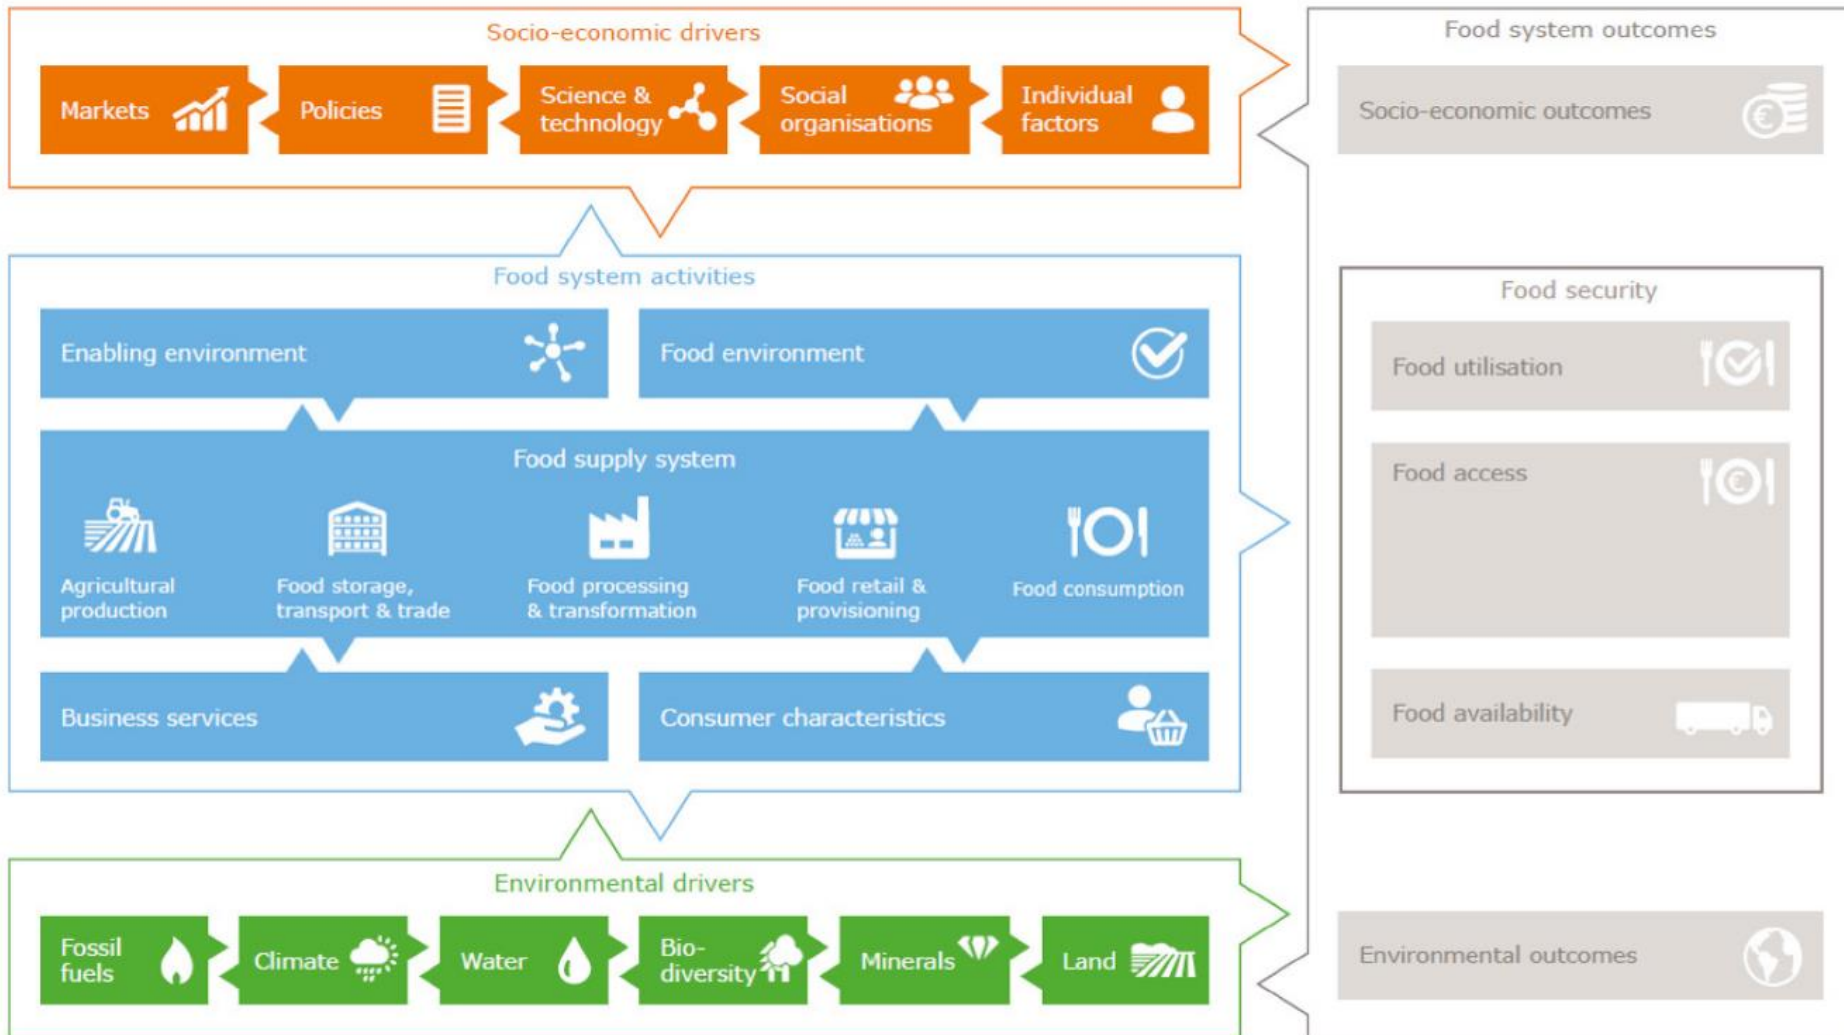 Socio-economic drivers
Markets
Policies
Science &
technology
Social
organisations
Individual
factors
Food system activities
Enabling environment
Food environment
Food supply system
Agricultural
production
Food storage,
transport & trade
Food processing
& transformation
Food retail &
provisioning
Food consumption
Business services
Consumer characteristics
Environmental drivers
Fossil
fuels
Climate
Water
Bio-
diversity
Minerals
Land
Food system outcomes
Socio-economic outcomes
€
Food security
Food utilisation
Food access
€
Food availability
Environmental outcomes